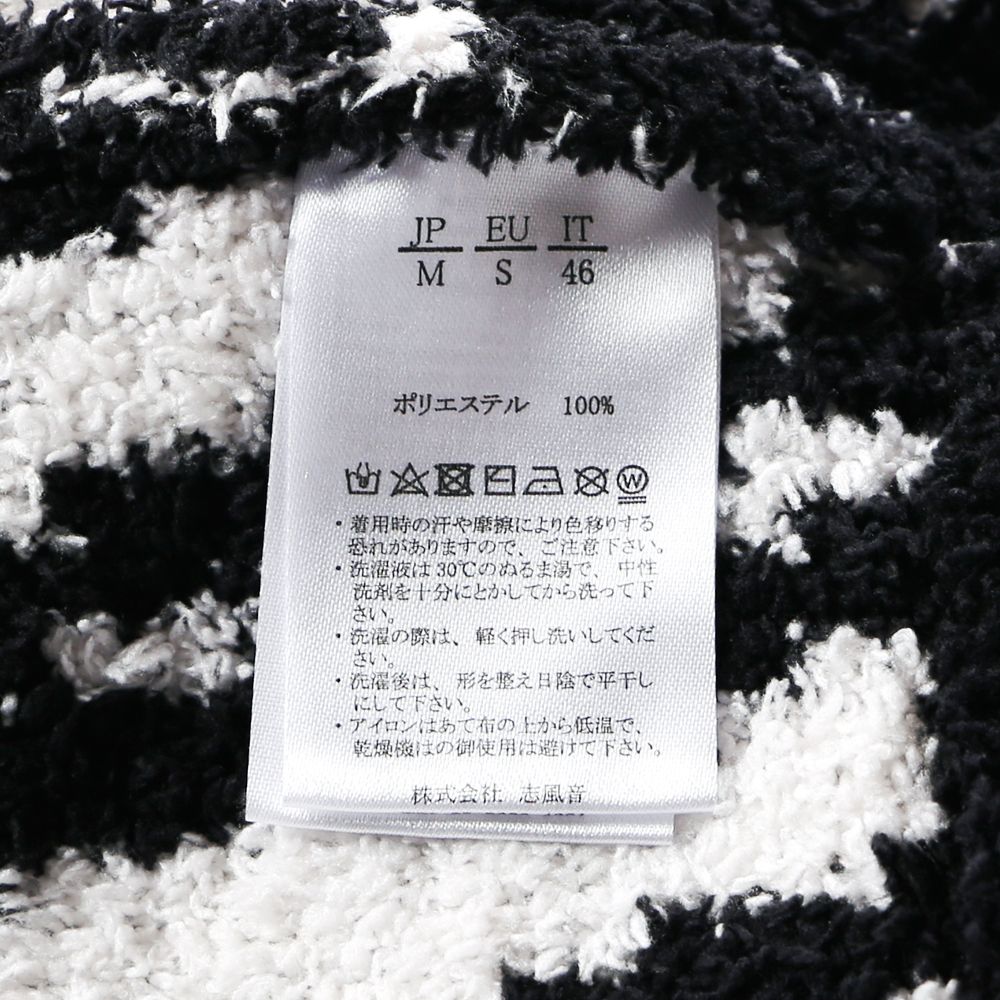 JP EU IT
M S 46
ポリエステル 100%
W
・着用時の汗や摩擦により色移りする
恐れがありますので、ご注意下さい。
・洗濯液は30℃のぬるま湯で、中性
洗剤を十分にとかしてから洗って下
さい。
・洗濯の際は、軽く押し洗いしてくだ
さい。
・洗濯後は、形を整え日陰で平干し
にして下さい。
・アイロンはあて布の上から低温で、
乾燥機はの御使用は避けて下さい。
株式会社 志風音